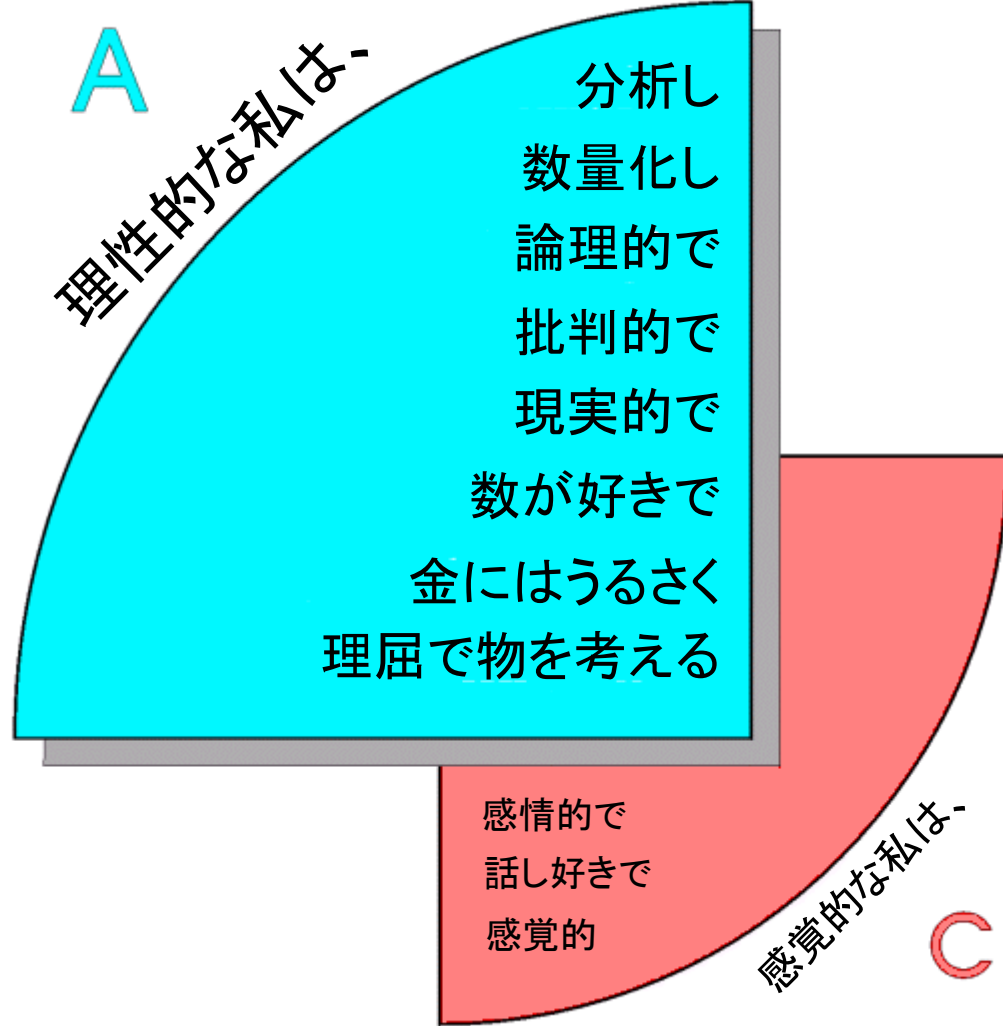 A
理性的な私は、
分析し
数量化し
論理的で
批判的で
現実的で
数が好きで
金にはうるさく
理屈で物を考える
感情的で
話し好きで
感覚的
感覚的な私は、
C